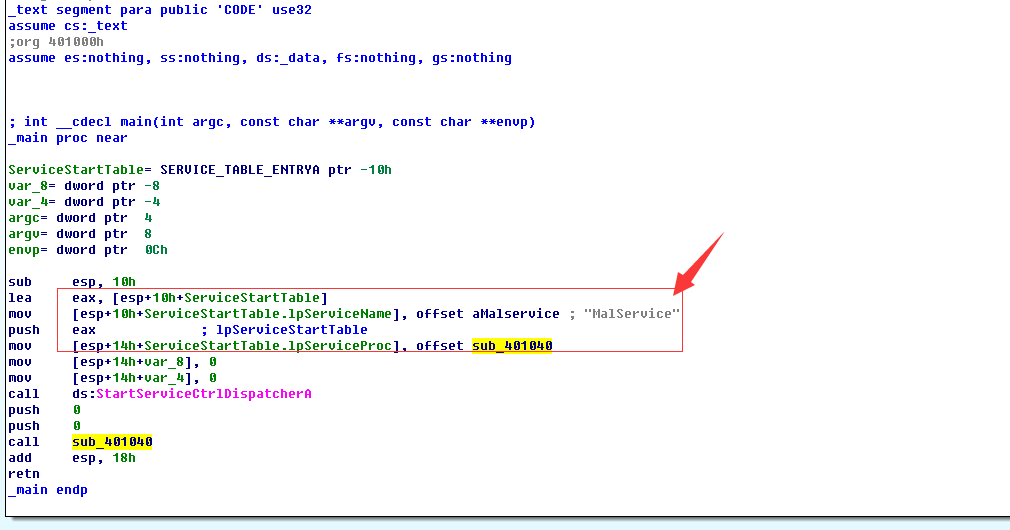 _text segment para public 'CODE' use32
assume cs:_text
;org 401000h
assume es:nothing, ss:nothing, ds:_data, fs:nothing, gs:nothing
; int __cdecl main(int argc, const char **argv, const char **envp)
_main proc near
ServiceStartTable= SERVICE_TABLE_ENTRYA ptr -10h
var_8= dword ptr -8
var_4= dword ptr -4
argc= dword ptr  4
argv= dword ptr  8
envp= dword ptr  0Ch
sub     esp, 10h
lea     eax, [esp+10h+ServiceStartTable]
mov     [esp+10h+ServiceStartTable.lpServiceName], offset aMalservice ; "MalService"
push    eax             ; lpServiceStartTable
mov     [esp+14h+ServiceStartTable.lpServiceProc], offset sub_401040
mov     [esp+14h+var_8], 0
mov     [esp+14h+var_4], 0
call    ds:StartServiceCtrlDispatcherA
push    0
push    0
call    sub_401040
add     esp, 18h
retn
_main endp